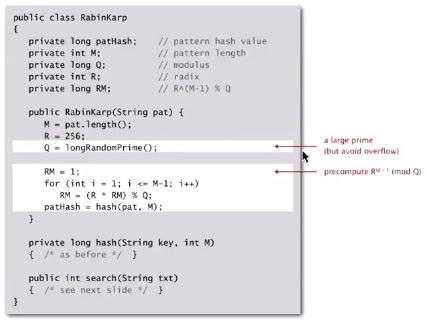 public class RabinKarp
{
private long patHash; // pattern hash value
private int M; // pattern length
private long Q; // modulus
private int R; // radix
private long RM; // R^(M-1) % Q
public RabinKarp(String pat) {
M = pat.length();
R = 256;
Q = longRandomPrime();
a large prime
(but avoid overflow)
RM = 1;
precompute R^M–1 (mod Q)
for (int i = 1; i <= M-1; i++)
RM = (R * RM) % Q;
patHash = hash(pat, M);
}
private long hash(String key, int M)
{ /* as before */ }
public int search(String txt)
{ /* see next slide */ }
}